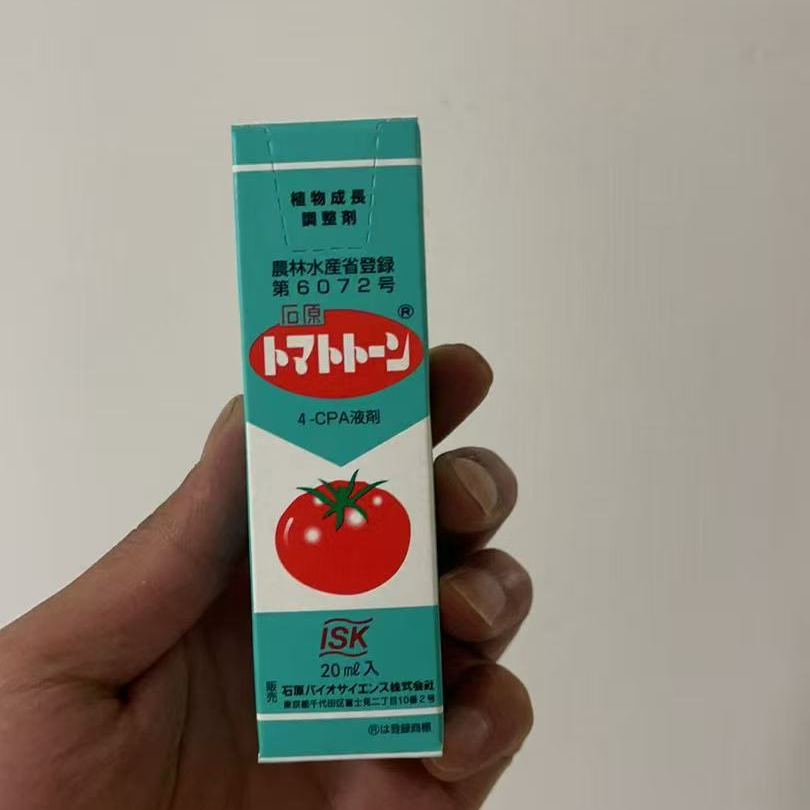 植物成長
調整剤
農林水産省登録
第6072号
石原
®
トマトトーン
4-CPA液剤
ISK
20ml入
販売 石原バイオサイエンス株式会社
東京都千代田区富士見二丁目10番2号
®は登録商標